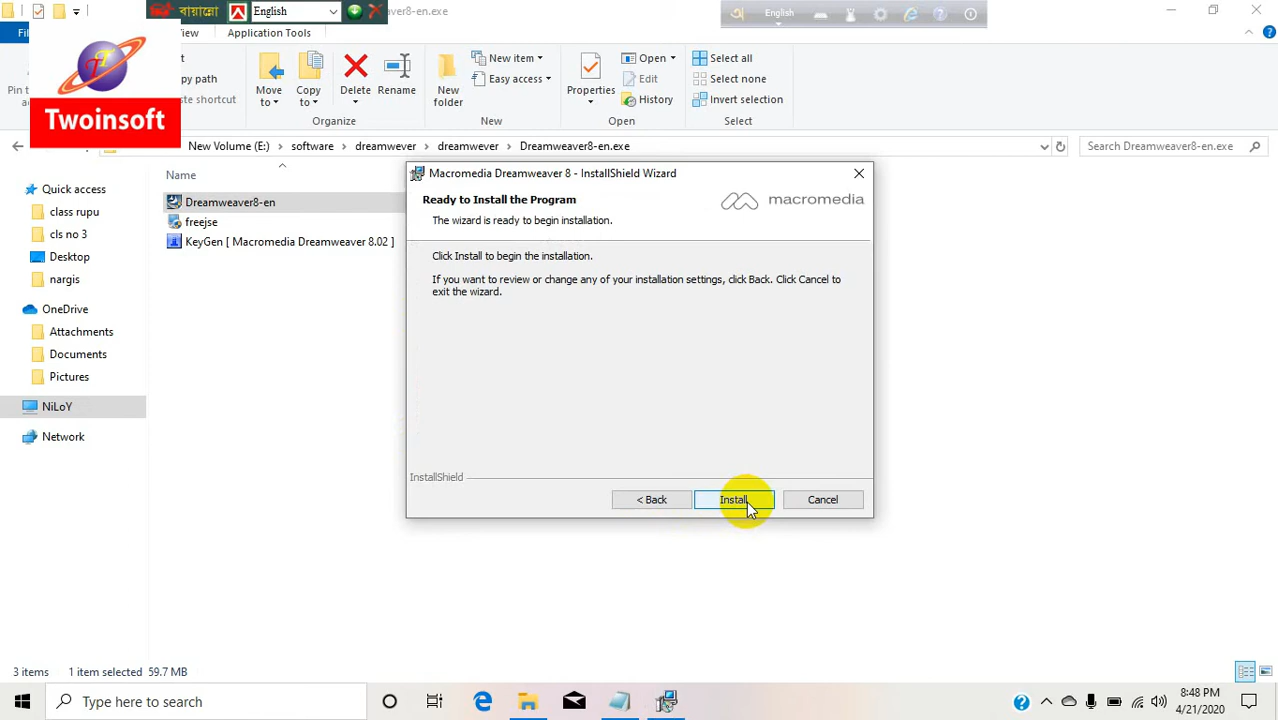 বায়ান্নো
English
ver8-en.exe
English
Fil
Twoinsoft
Application Tools
Pin t
py path
ste shortcut
Move to
Copy to
Delete
Rename
New folder
New item
Easy access
Properties
Open
Edit
History
Select all
Select none
Invert selection
Organize
New
Open
Select
New Volume (E:) > software > dreamwever > dreamwever > Dreamweaver8-en.exe
Search Dreamweaver8-en.exe
Quick access
class rupu
cls no 3
Desktop
nargis
OneDrive
Attachments
Documents
Pictures
NiLoY
Network
Name
Dreamweaver8-en
freejse
KeyGen [ Macromedia Dreamweaver 8.02 ]
Macromedia Dreamweaver 8 - InstallShield Wizard
Ready to Install the Program
The wizard is ready to begin installation.
macromedia
Click Install to begin the installation.
If you want to review or change any of your installation settings, click Back. Click Cancel to
exit the wizard.
InstallShield
< Back
Install
Cancel
3 items
1 item selected 59.7 MB
Type here to search
8:48 PM
4/21/2020